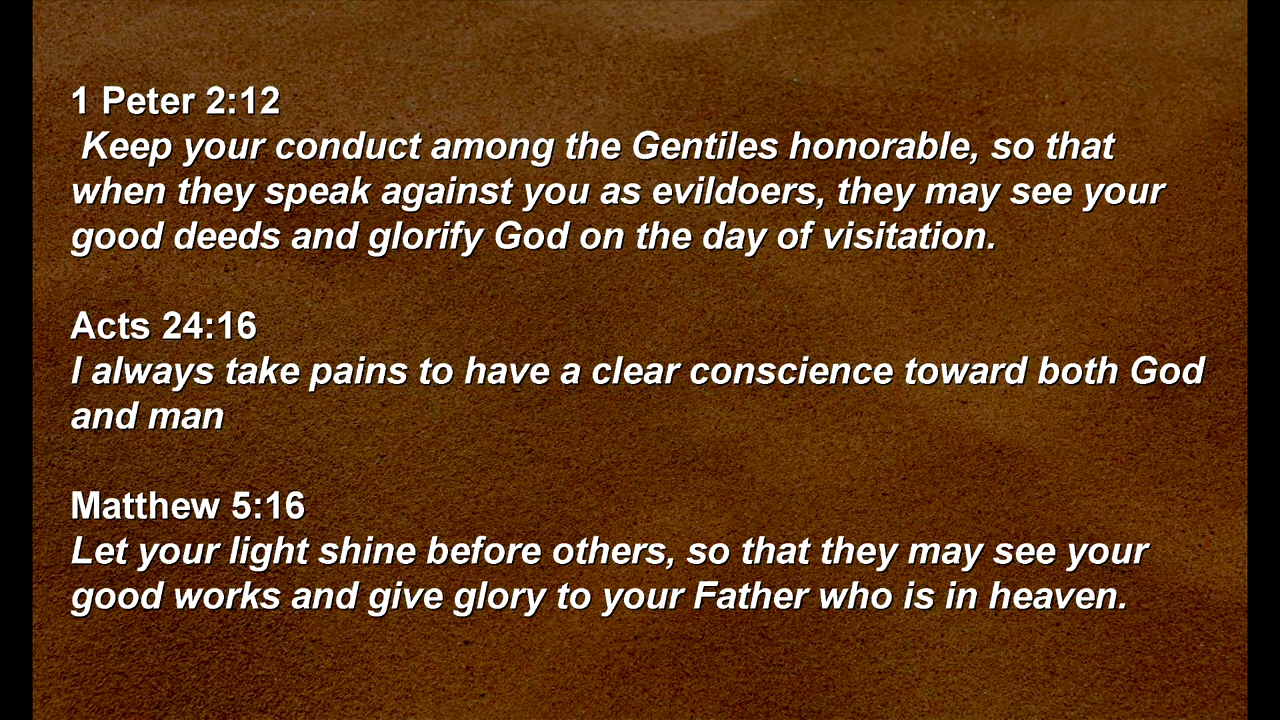 1 Peter 2:12
Keep your conduct among the Gentiles honorable, so that
when they speak against you as evildoers, they may see your
good deeds and glorify God on the day of visitation.
Acts 24:16
I always take pains to have a clear conscience toward both God
and man
Matthew 5:16
Let your light shine before others, so that they may see your
good works and give glory to your Father who is in heaven.